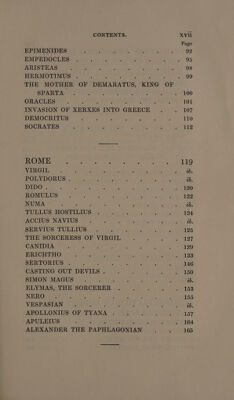 CONTENTS. xvii
Page
EPIMENIDES . . . . . . . 92
EMPEDOCLES . . . . . . . 95
ARISTEAS . . . . . . . 98
HERMOTIMUS . . . . . . . 99
THE MOTHER OF DEMARATUS, KING OF
SPARTA . . . . . . . 100
ORACLES . . . . . . . 101
INVASION OF XERXES INTO GREECE . . 107
DEMOCRITUS . . . . . . . 110
SOCRATES . . . . . . . 112
ROME . . . . . . . 119
VIRGIL . . . . . . . ib.
POLYDORUS . . . . . . . ib.
DIDO . . . . . . . 120
ROMULUS . . . . . . . 122
NUMA . . . . . . . ib.
TULLUS HOSTILIUS . . . . . . 124
ACCIUS NAVIUS . . . . . . ib.
SERVIUS TULLIUS . . . . . . 125
THE SORCERESS OF VIRGIL . . . . 127
CANIDIA . . . . . . . 129
ERICHTHO . . . . . . . 133
SERTORIUS . . . . . . . 146
CASTING OUT DEVILS . . . . . . 150
SIMON MAGUS . . . . . . ib.
ELYMAS, THE SORCERER . . . . . 153
NERO . . . . . . . 155
VESPASIAN . . . . . . . ib.
APOLLONIUS OF TYANA . . . . . 157
APULEIUS . . . . . . . 164
ALEXANDER THE PAPHLAGONIAN . . 165